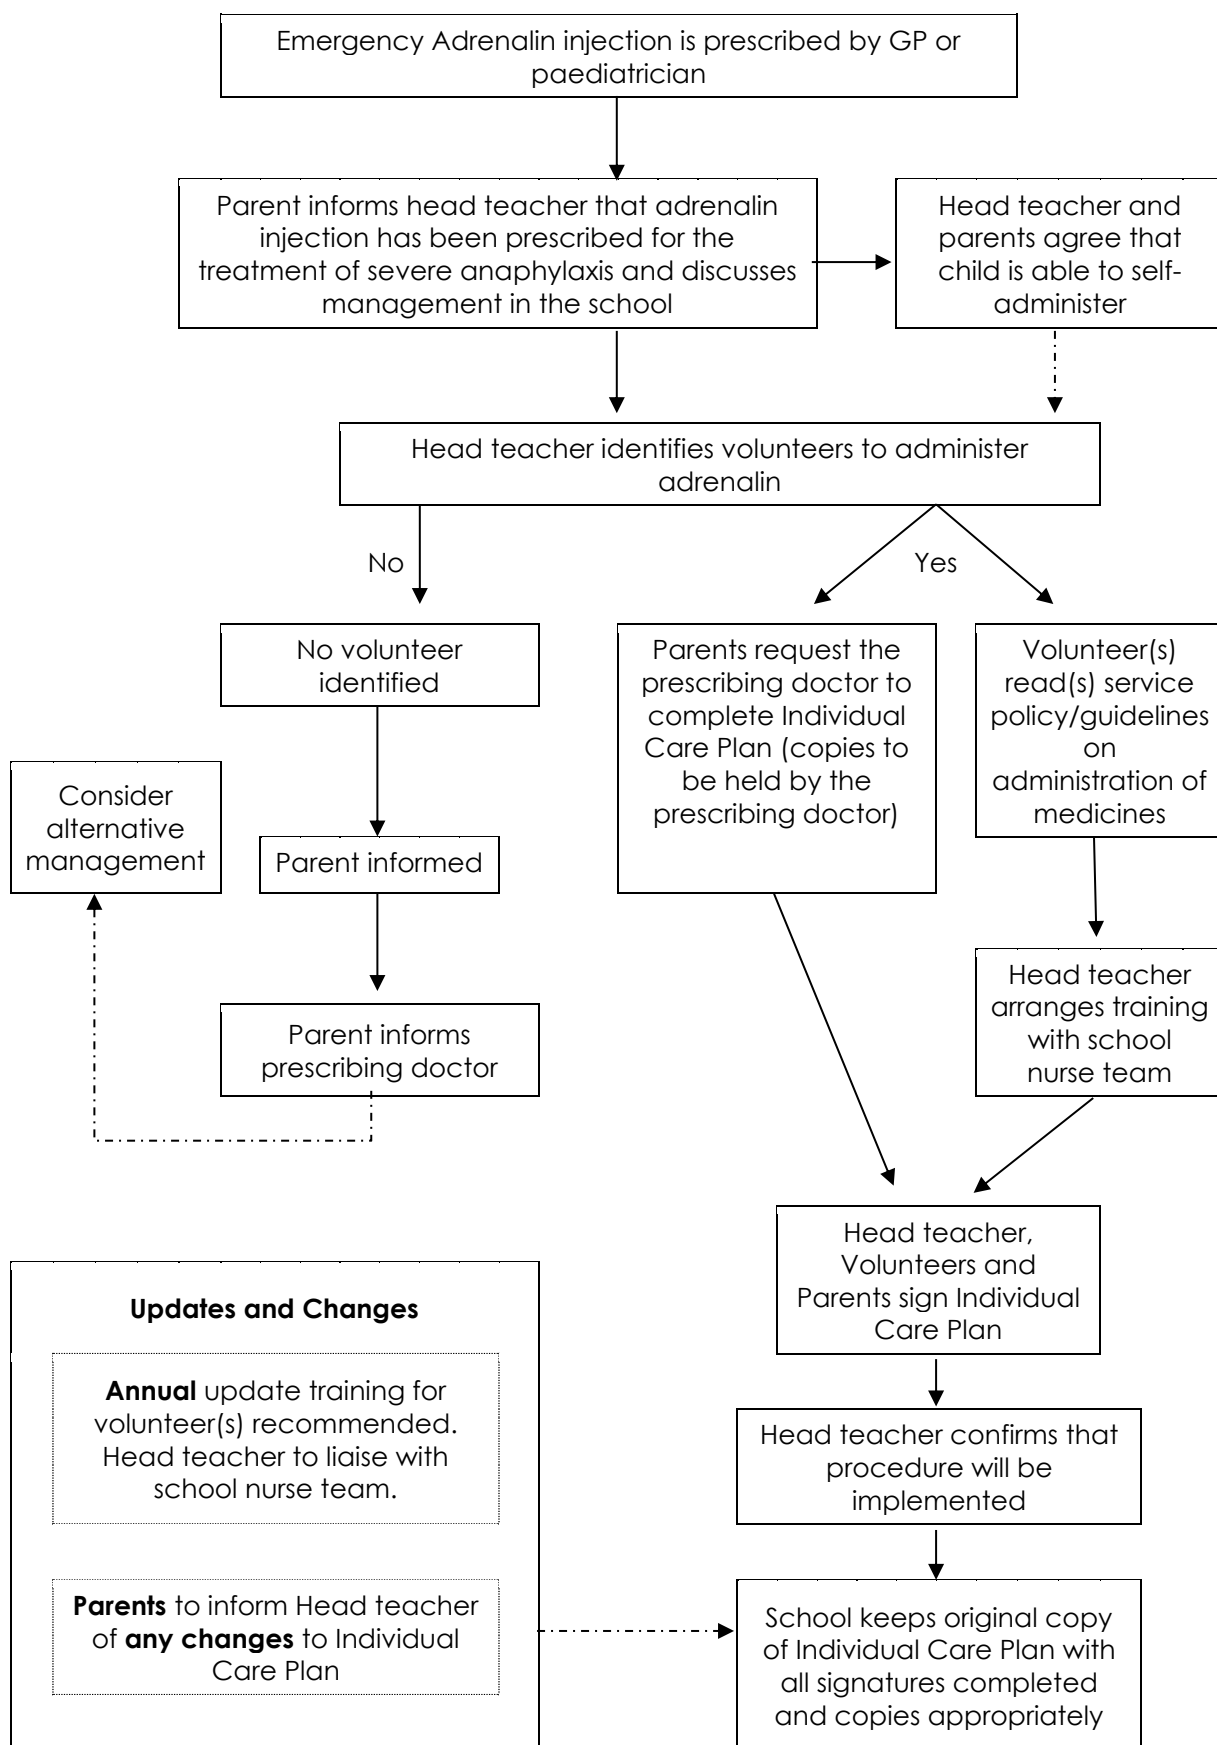 Emergency Adrenalin injection is prescribed by GP or
paediatrician
Parent informs head teacher that adrenalin
injection has been prescribed for the
treatment of severe anaphylaxis and discusses
management in the school
Head teacher and
parents agree that
child is able to self-
administer
Head teacher identifies volunteers to administer
adrenalin
No
Yes
No volunteer
identified
Parents request the
prescribing doctor to
complete Individual
Care Plan (copies to
be held by the
prescribing doctor)
Volunteer(s)
read(s) service
policy/guidelines
on
administration of
medicines
Consider
alternative
management
Parent informed
Parent informs
prescribing doctor
Head teacher
arranges training
with school
nurse team
Head teacher,
Volunteers and
Parents sign Individual
Care Plan
Updates and Changes
Annual update training for
volunteer(s) recommended.
Head teacher to liaise with
school nurse team.
Head teacher confirms that
procedure will be
implemented
Parents to inform Head teacher
of any changes to Individual
Care Plan
School keeps original copy
of Individual Care Plan with
all signatures completed
and copies appropriately